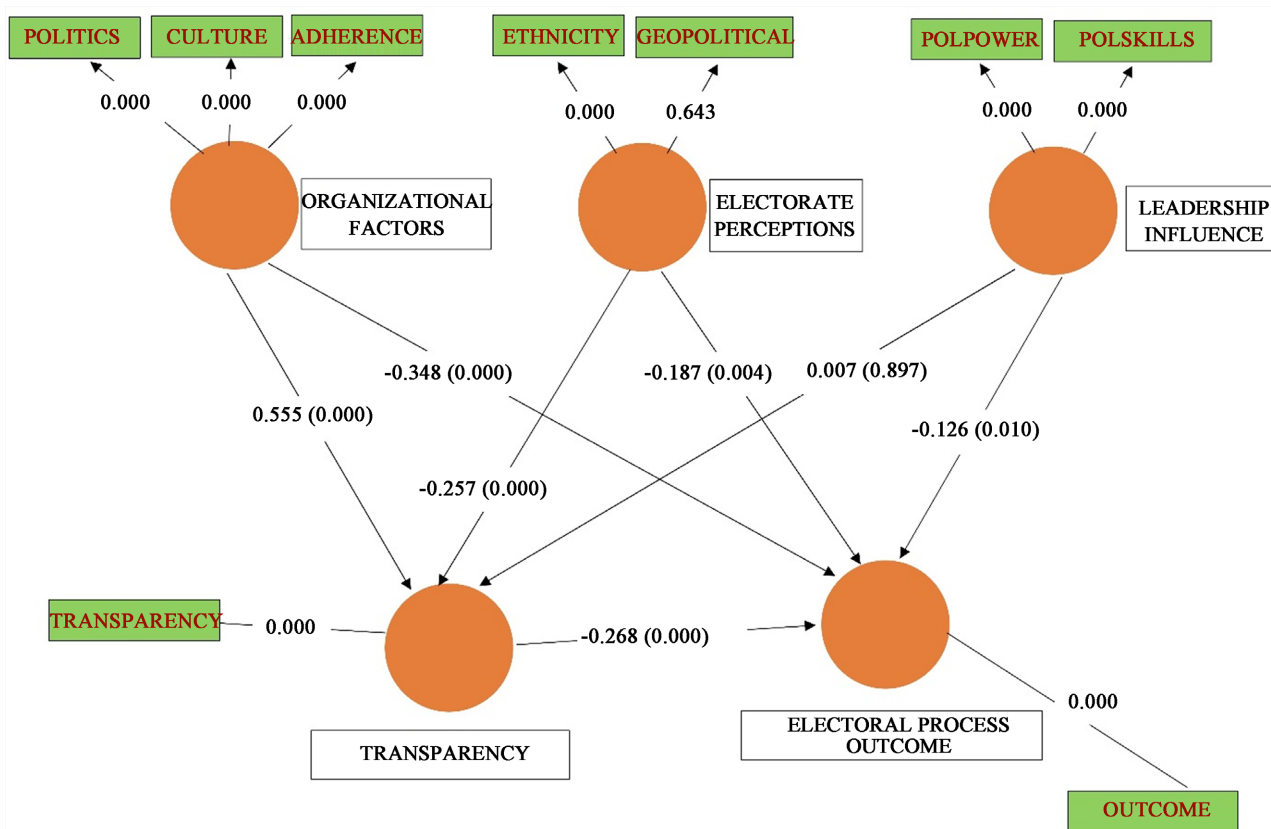 POLITICS
CULTURE
ADHERENCE
ETHNICITY
GEOPOLITICAL
POLPOWER
POLSKILLS
0.000
0.000
0.000
0.000
0.643
0.000
0.000
ORGANIZATIONAL
FACTORS
ELECTORATE
PERCEPTIONS
LEADERSHIP
INFLUENCE
-0.348 (0.000)
-0.187 (0.004)
0.007 (0.897)
0.555 (0.000)
-0.126 (0.010)
-0.257 (0.000)
TRANSPARENCY
0.000
-0.268 (0.000)
0.000
TRANSPARENCY
ELECTORAL PROCESS
OUTCOME
OUTCOME